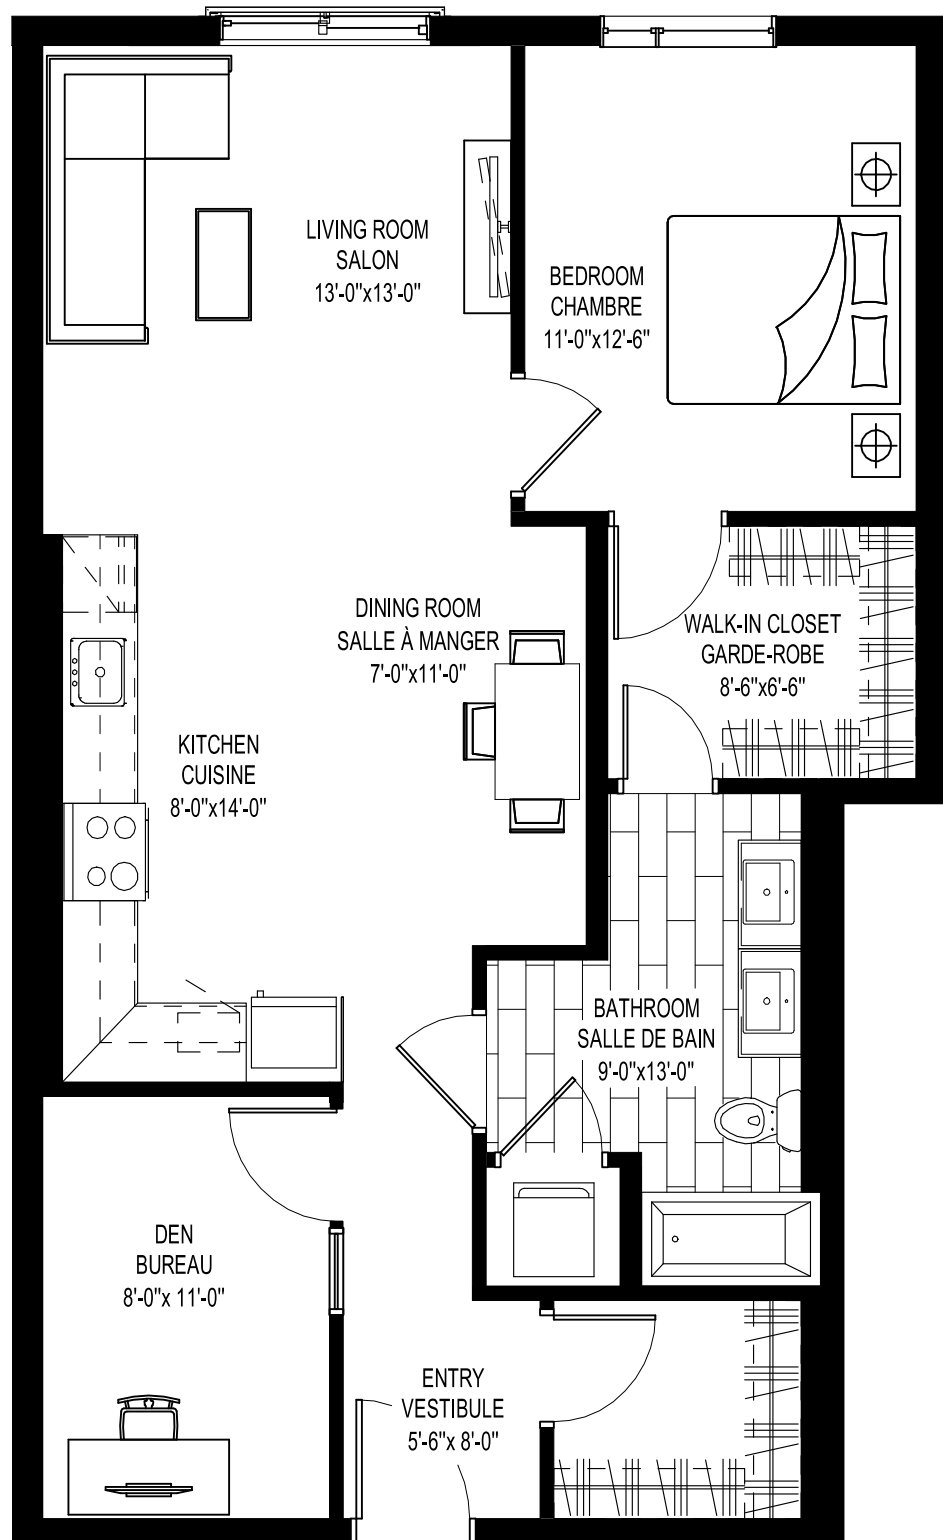 LIVING ROOM
SALON
13'-0"x13'-0"
BEDROOM
CHAMBRE
11'-0"x12'-6"
DINING ROOM
SALLE À MANGER
7'-0"x11'-0"
WALK-IN CLOSET
GARDE-ROBE
8'-6"x6'-6"
KITCHEN
CUISINE
8'-0"x14'-0"
BATHROOM
SALLE DE BAIN
9'-0"x13'-0"
DEN
BUREAU
8'-0"x 11'-0"
ENTRY
VESTIBULE
5'-6"x 8'-0"